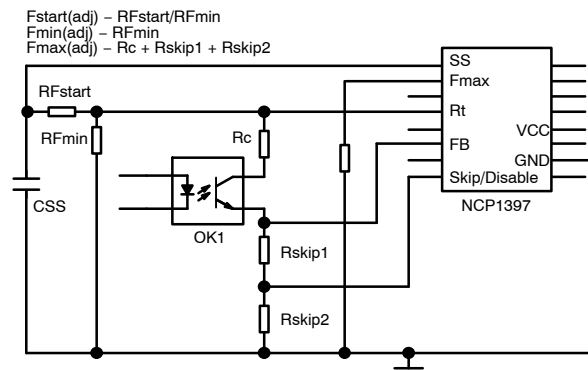 Fstart(adj) – RFstart/RFmin
Fmin(adj) – RFmin
Fmax(adj) – Rc + Rskip1 + Rskip2
SS
Fmax
RFstart
Rt
RFmin
Rc
VCC
FB
GND
Skip/Disable
CSS
NCP1397
OK1
Rskip1
Rskip2